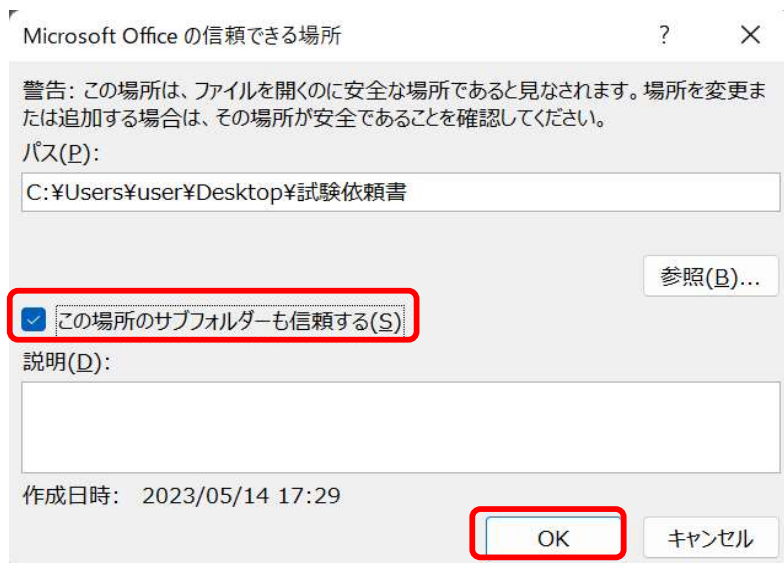 Microsoft Office の信頼できる場所
警告: この場所は、ファイルを開くのに安全な場所であると見なされます。場所を変更ま
たは追加する場合は、その場所が安全であることを確認してください。
パス(P):
C:¥Users¥user¥Desktop¥試験依頼書
参照(B)...
この場所のサブフォルダーも信頼する(S)
説明(D):
作成日時: 2023/05/14 17:29
OK キャンセル